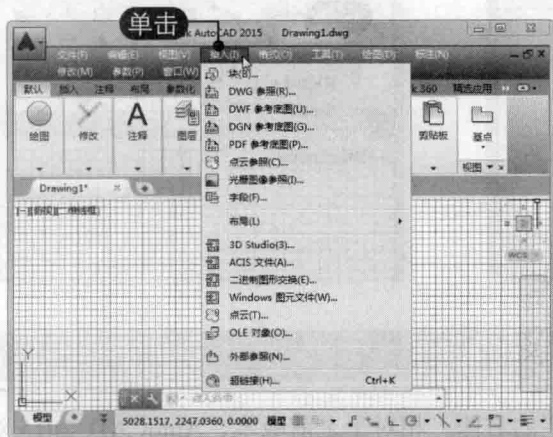 单击
AutoCAD 2015 Drawing1.dwg
文件(F) 编辑(E) 视图(V) 插入(I) 格式(O) 工具(T) 绘图(D) 标注(N)
修改(M) 参数(P) 窗口(W)
默认 插入 注释 布局 参数化 k 360 精选应用
绘图 修改 注释 图层 剪贴板 基点
视图
Drawing1*
[-][俯视][二维线框]
块(B)...
DWG 参照(R)...
DWF 参考底图(U)...
DGN 参考底图(G)...
PDF 参考底图(P)...
点云参照(C)...
光栅图像参照(I)...
字段(F)...
布局(L)
3D Studio(3)...
ACIS 文件(A)...
二进制图形交换(E)...
Windows 图元文件(W)...
点云(T)...
OLE 对象(O)...
外部参照(N)...
超链接(H)... Ctrl+K
WCS
Y
X
模型 5028.1517, 2247.0360, 0.0000 模型